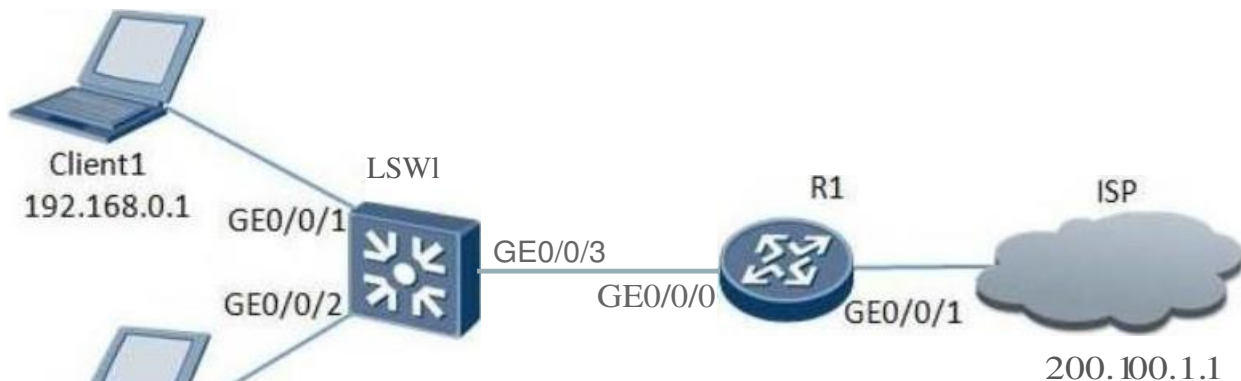 Client1
192.168.0.1
LSWl
GE0/0/1
GE0/0/2
GE0/0/3
GE0/0/0
R1
GE0/0/1
ISP
200.100.1.1